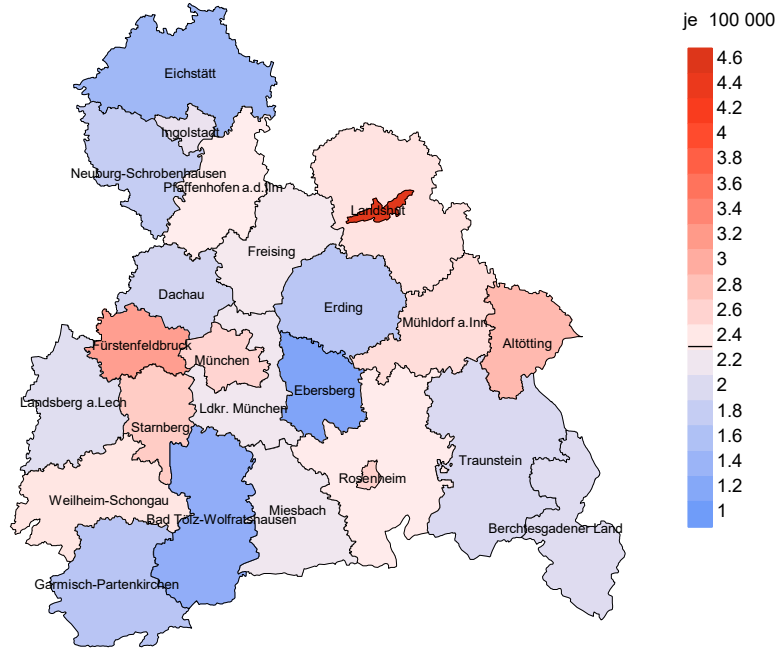 je 100 000
4.6
4.4
4.2
4
3.8
3.6
3.4
3.2
3
2.8
2.6
2.4
2.2
2
1.8
1.6
1.4
1.2
1
Eichstätt
Ingolstadt
Neuburg-Schrobenhausen
Pfaffenhofen a.d.Ilm
Landshut
Freising
Dachau
Erding
Mühldorf a.Inn
Altötting
Fürstenfeldbruck
München
Ebersberg
Landsberg a.Lech
Ldkr. München
Starnberg
Traunstein
Rosenheim
Weilheim-Schongau
Miesbach
Bad Tölz-Wolfratshausen
Berchtesgadener Land
Garmisch-Partenkirchen